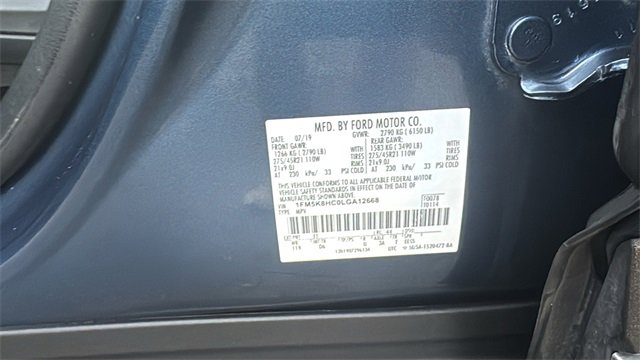 MFD. BY FORD MOTOR CO.
07/19 GVWR: 2790 KG ( 6150 LB)
FRONT GAWR: REAR GAWR:
1266 KG ( 2790 LB) WITH 1583 KG ( 3490 LB) WITH
275/45R21 110W TIRES 275/45R21 110W TIRES
21x9.0J RIMS 21x9.0J RIMS
AT 230 kPa/ 33 PSI COLD AT 230 kPa/ 33 PSI COLD
THIS VEHICLE CONFORMS TO ALL APPLICABLE FEDERAL MOTOR
VEHICLE SAFETY STANDARDS IN EFFECT ON THE DATE OF
MANUFACTURE SHOWN ABOVE.
VIN: 1FM5K8HC0LGA12668
TYPE: MPV
10078
10114
UTC